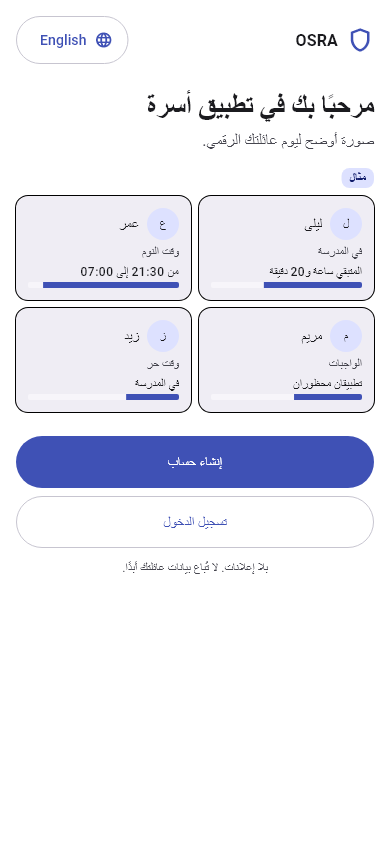 OSRA
English
مرحبًا بك في تطبيق أسرة
صورة أوضح ليوم عائلتك الرقمي.
مثال
ل
ليلى
في المدرسة
المتبقي ساعة و20 دقيقة
ع
عمر
وقت النوم
من 21:30 إلى 07:00
م
مريم
الواجبات
تطبيقان محظوران
ز
زيد
وقت حر
في المدرسة
إنشاء حساب
تسجيل الدخول
بلا إعلانات. لا تُباع بيانات عائلتك أبدًا.